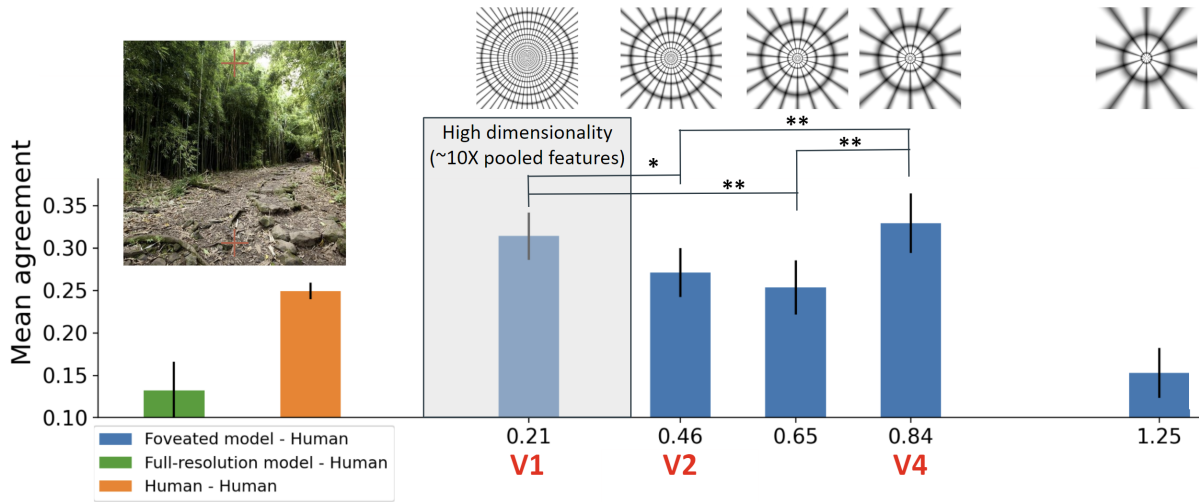 High dimensionality
(~10X pooled features)
**
**
*
**
Mean agreement
0.35
0.30
0.25
0.20
0.15
0.10
0.21
0.46
0.65
0.84
1.25
V1
V2
V4
Foveated model - Human
Full-resolution model - Human
Human - Human